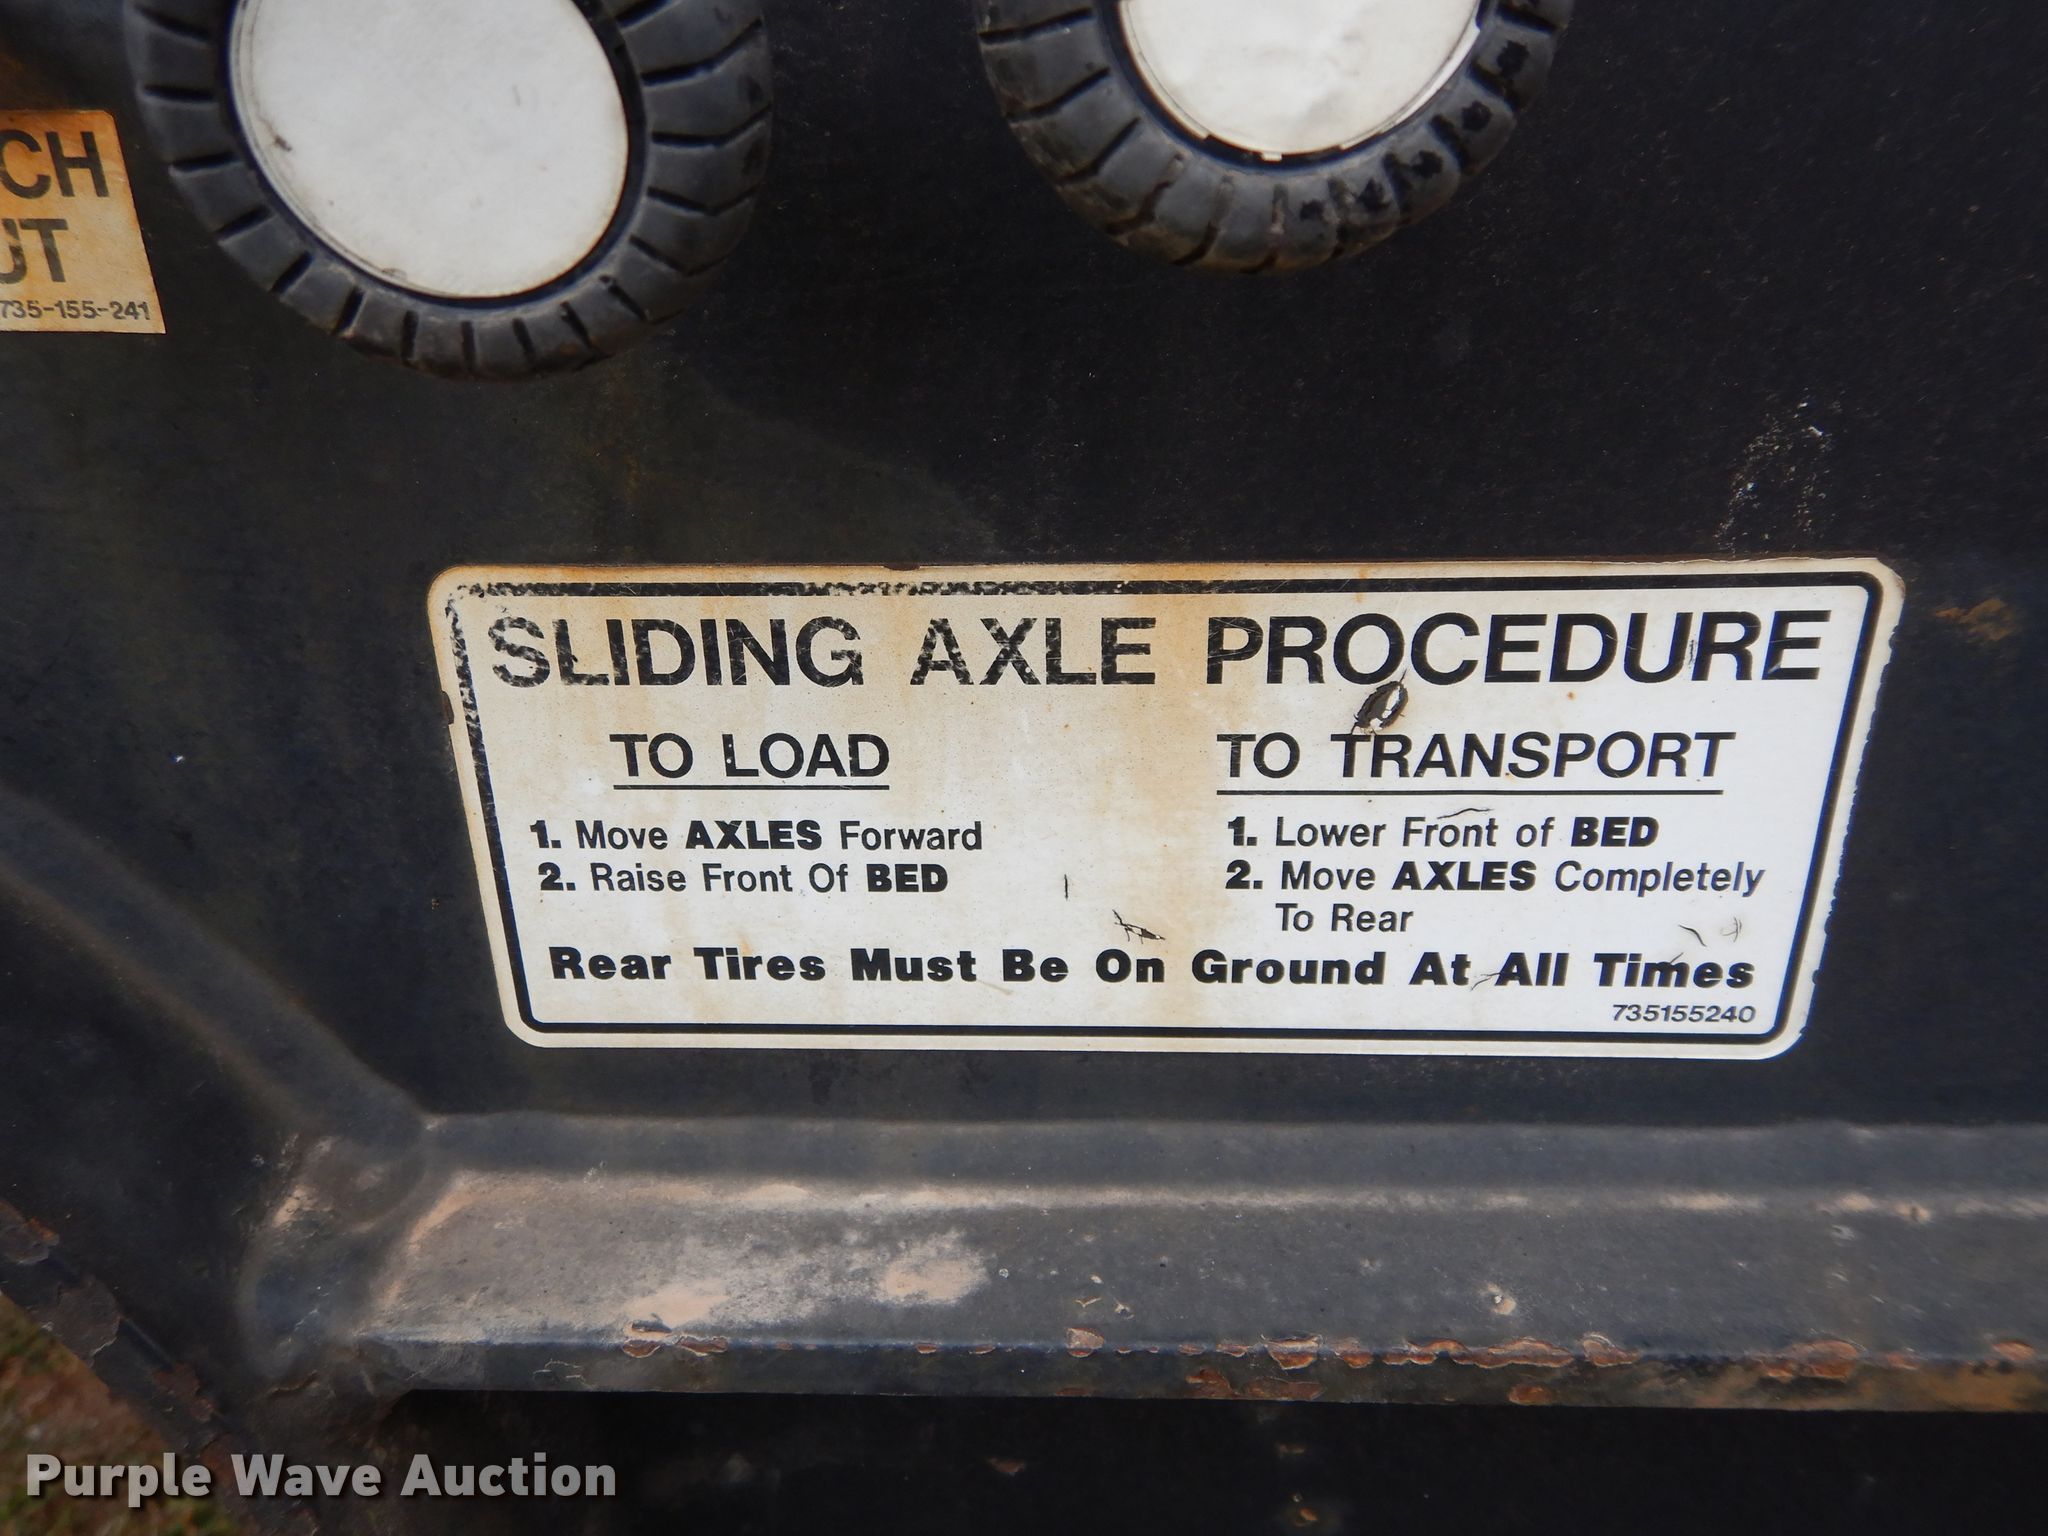 CH
UT
735-155-241
SLIDING AXLE PROCEDURE
TO LOAD
1. Move AXLES Forward
2. Raise Front Of BED
TO TRANSPORT
1. Lower Front of BED
2. Move AXLES Completely
To Rear
Rear Tires Must Be On Ground At All Times
735155240
Purple Wave Auction